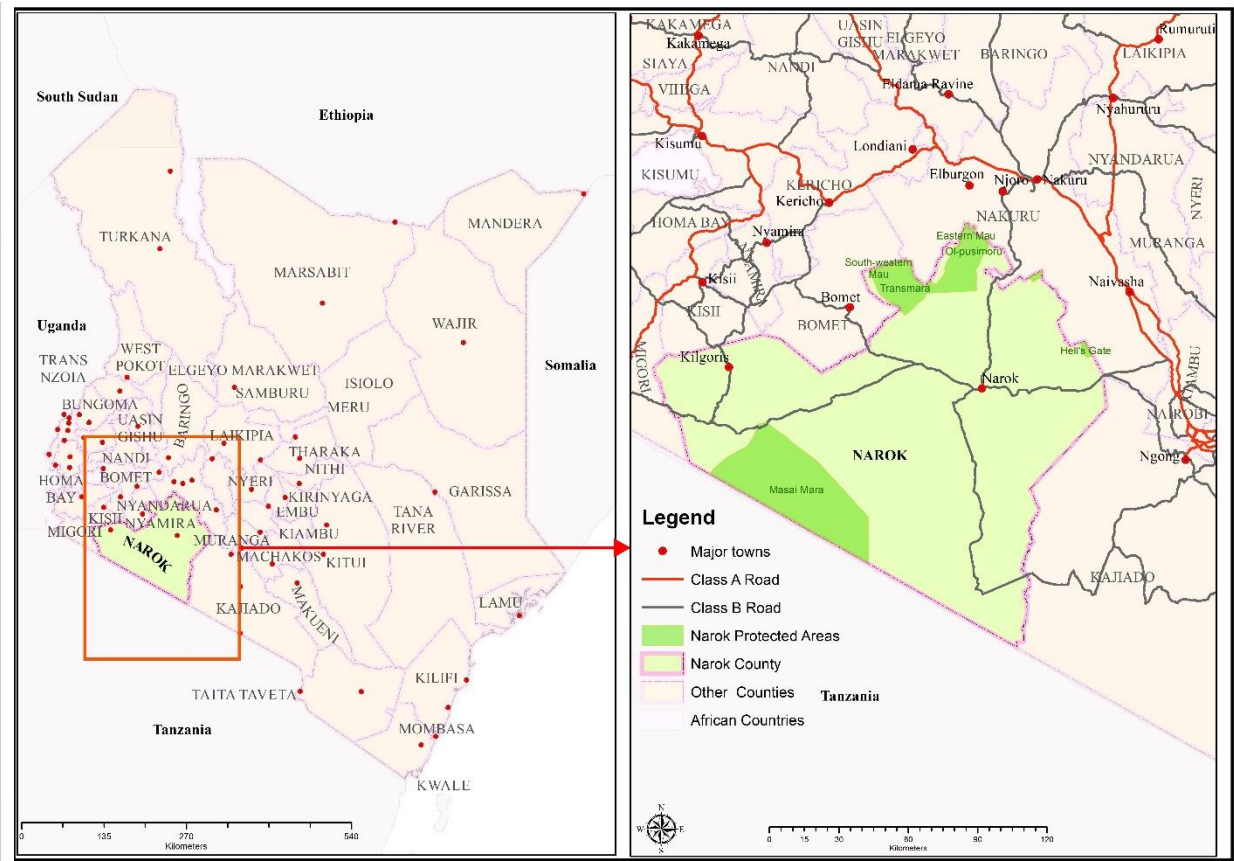 South Sudan
Ethiopia
TURKANA
MANDERA
MARSABIT
WAJIR
Uganda
Somalia
TRANS
NZOIA
WEST
POKOT
ELGEYO MARAKWET
SAMBURU
ISIOLO
MERU
BUNGOMA
UASIN
GISHU
BARINGO
LAIKIPIA
NANDI
THARAKA
NITHI
HOMA
BAY
BOMET
NYERI
KIRINYAGA
EMBU
GARISSA
TANA
RIVER
NYANDARUA
KISII
NYAMIRA
MIGORI
KIAMBU
MURANGA
MACHAKOS
KITUI
NAROK
KAJIADO
MAKUENI
LAMU
TAITA TAVETA
KILIFI
Tanzania
MOMBASA
KWALE
0 135 270 540
Kilometers
KAKAMEGA
Kakamega
UASIN
GISHU
ELGEYO
MARAKWET
BARINGO
Rumuruti
LAIKIPIA
SIAYA
NANDI
VIHIGA
Eldama Ravine
Nyahururu
Kisumu
Londiani
NYANDARUA
KISUMU
KERICHO
Kericho
Elburgon
Njoro
Nakuru
NYERI
HOMA BAY
Nyamira
NYAMIRA
NAKURU
MURANGA
Eastern Mau
Ol-pusimoru
South-western
Mau
Transmara
Kisii
KISII
Bomet
BOMET
Naivasha
MIGORI
Kilgoris
Hell's Gate
KIAMBU
Narok
NAIROBI
Ngong
NAROK
Masai Mara
KAJIADO
Legend
Major towns
Class A Road
Class B Road
Narok Protected Areas
Narok County
Other Counties
African Countries
Tanzania
N
W E
S
0 15 30 60 90 120
Kilometers